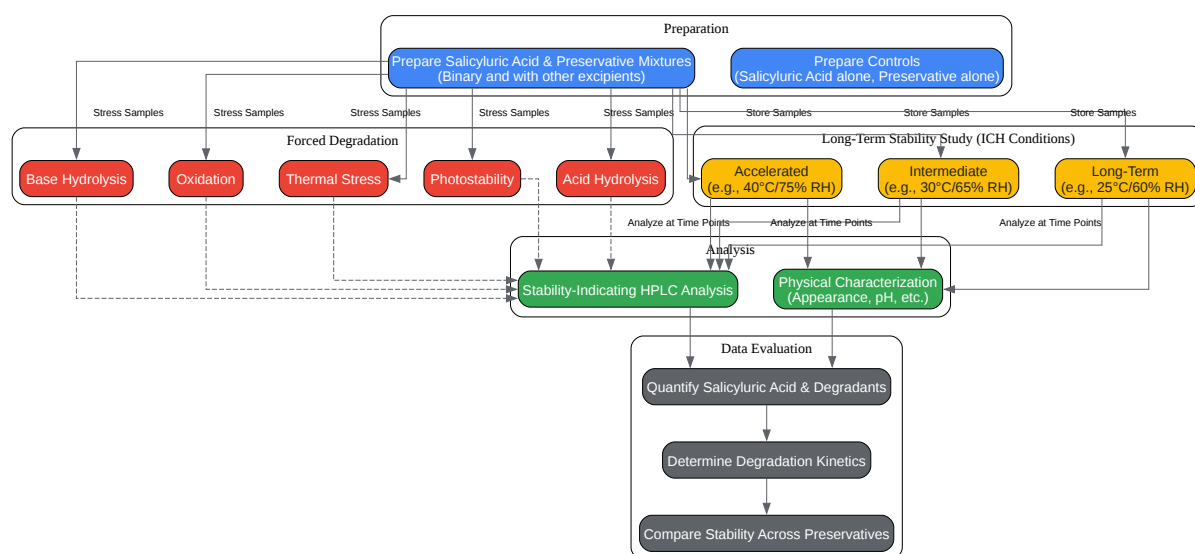 Preparation
Prepare Salicyluric Acid & Preservative Mixtures
(Binary and with other excipients)
Prepare Controls
(Salicyluric Acid alone, Preservative alone)
Stress Samples
Stress Samples
Stress Samples
Stress Samples
Stress Samples
Store Samples
Store Samples
Store Samples
Forced Degradation
Long-Term Stability Study (ICH Conditions)
Base Hydrolysis
Oxidation
Thermal Stress
Photostability
Acid Hydrolysis
Accelerated
(e.g., 40°C/75% RH)
Intermediate
(e.g., 30°C/65% RH)
Long-Term
(e.g., 25°C/60% RH)
Analyze at Time Points
Analyze at Time Points
Analyze at Time Points
Analysis
Stability-Indicating HPLC Analysis
Physical Characterization
(Appearance, pH, etc.)
Data Evaluation
Quantify Salicyluric Acid & Degradants
Determine Degradation Kinetics
Compare Stability Across Preservatives